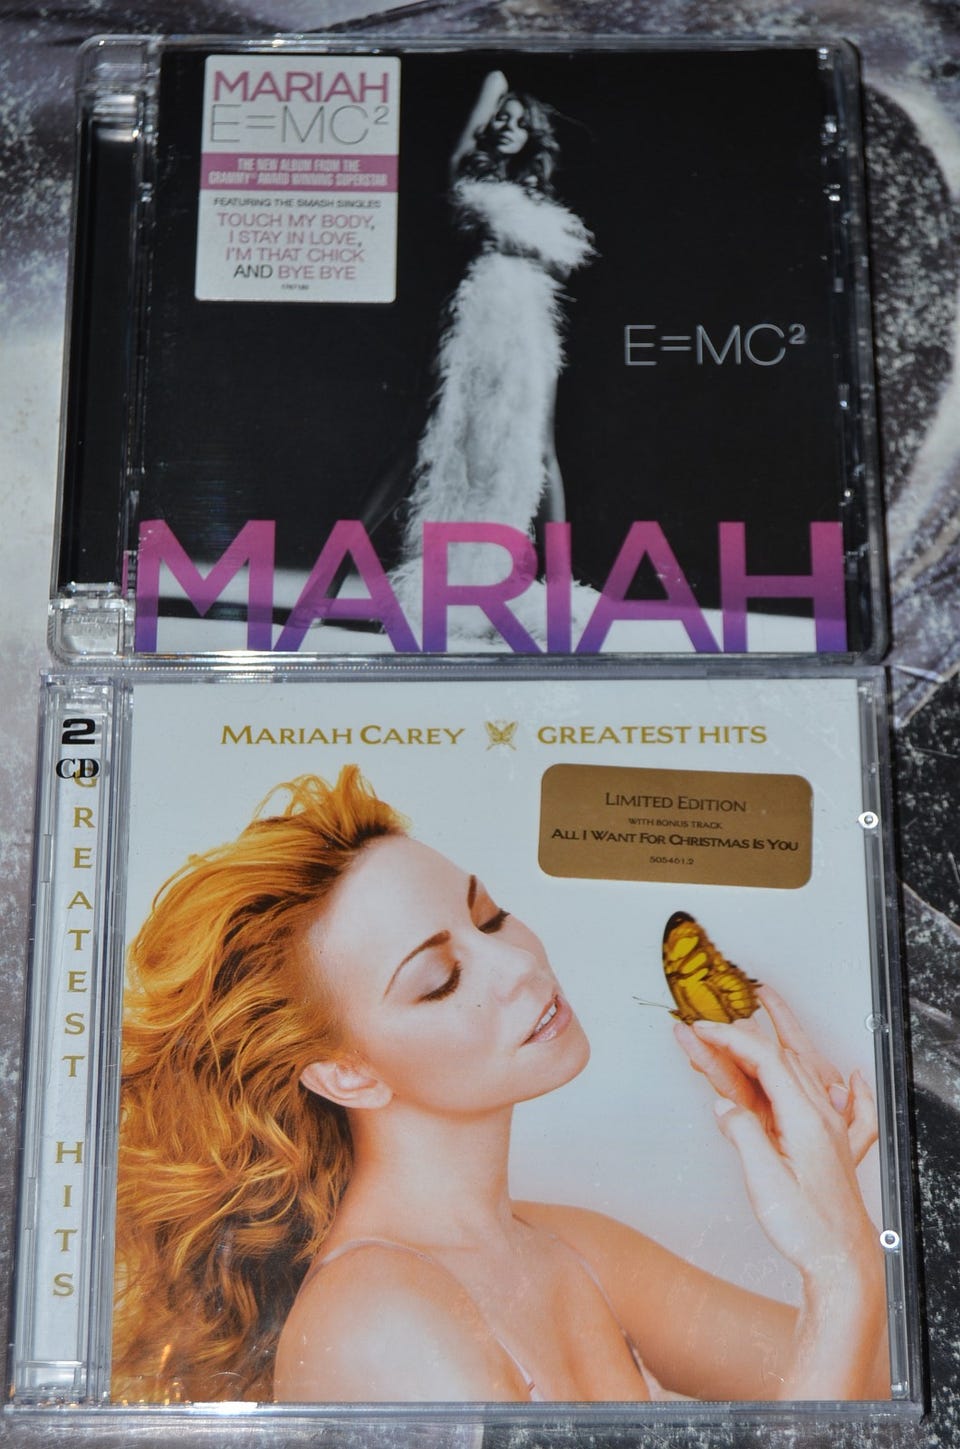 MARIAH
E=MC²
THE NEW ALBUM FROM THE
GRAMMY® AWARD WINNING SUPERSTAR
FEATURING THE SMASH SINGLES
TOUCH MY BODY,
I STAY IN LOVE,
I'M THAT CHICK
AND BYE BYE
E=MC²
MARIAH
2
CD
GREATEST HITS
MARIAH CAREY GREATEST HITS
LIMITED EDITION
WITH BONUS TRACK
ALL I WANT FOR CHRISTMAS IS YOU
505461.2